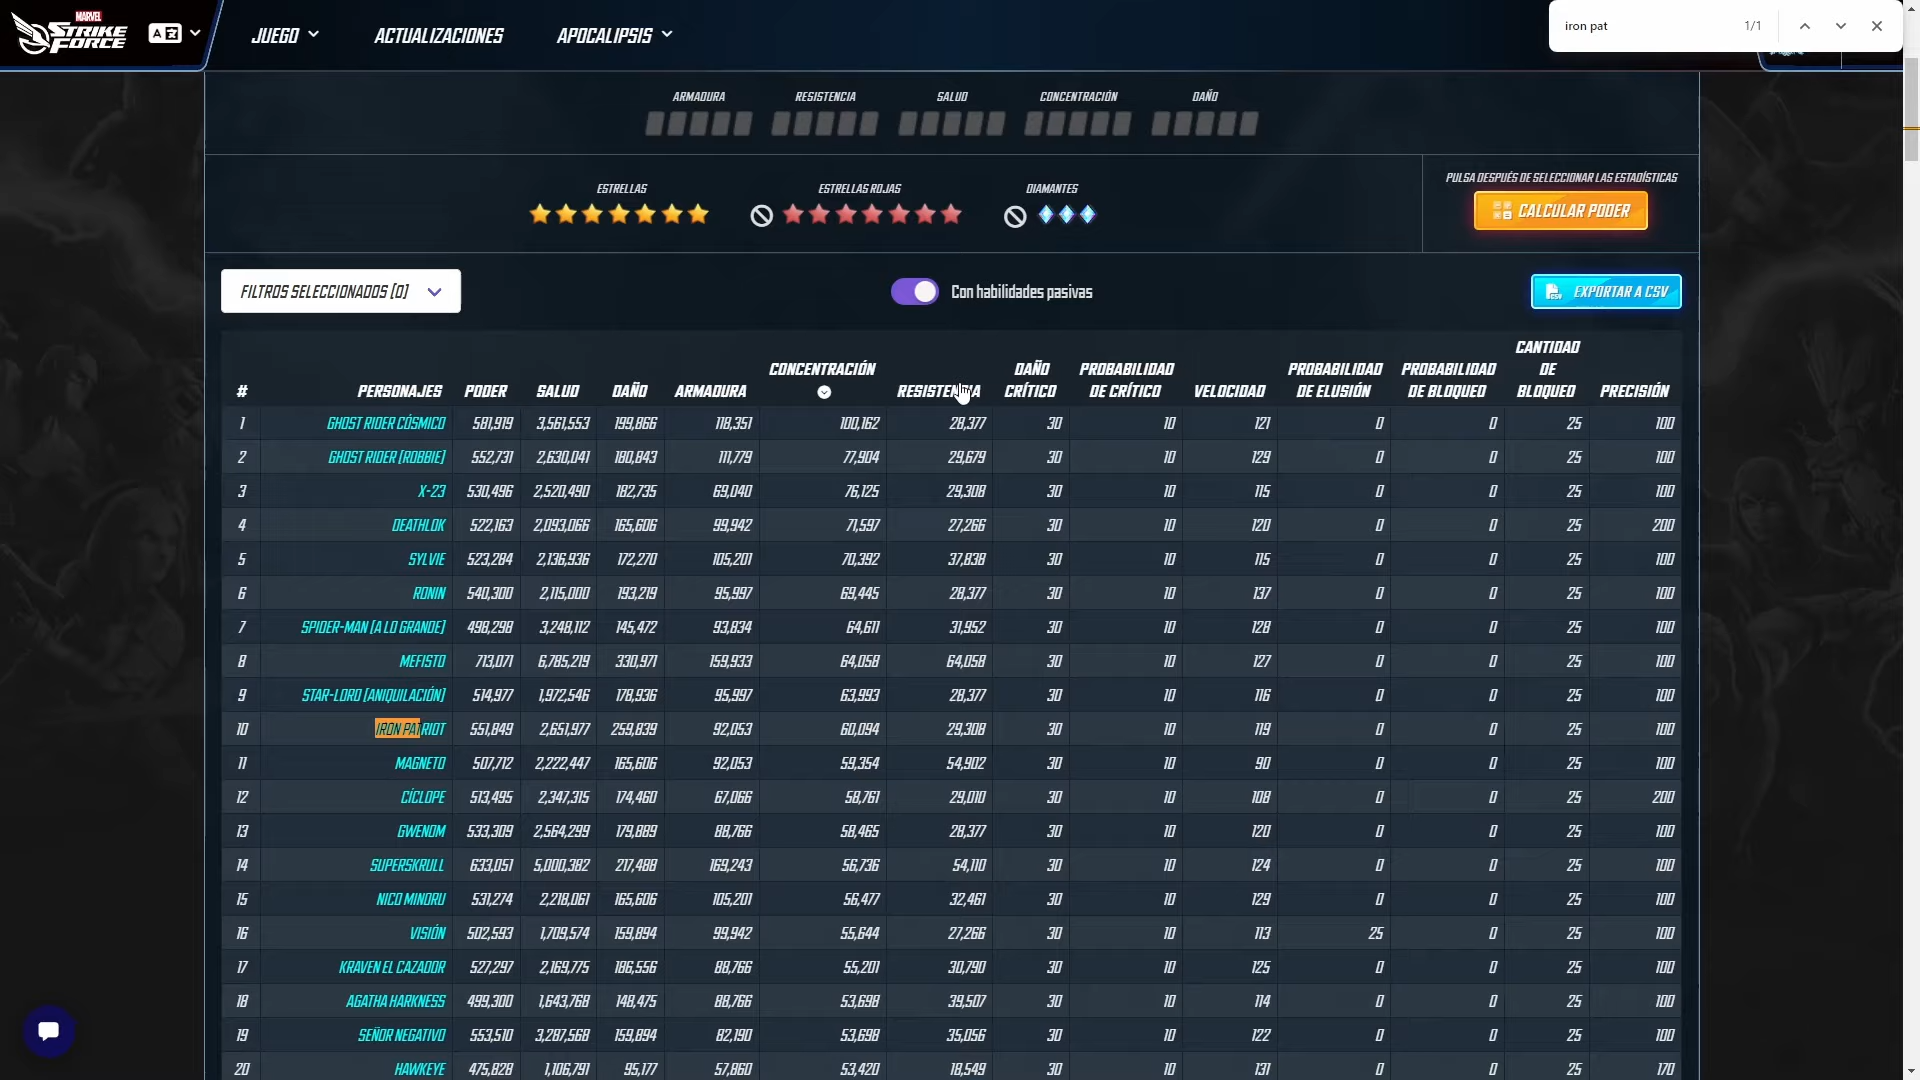 MARVEL
STRIKE
FORCE
JUEGO
ACTUALIZACIONES
APOCALIPSIS
iron pat
1/1
ARMADURA RESISTENCIA SALUD CONCENTRACIÓN DAÑO
ESTRELLAS ESTRELLAS ROJAS DIAMANTES
PULSA DESPUÉS DE SELECCIONAR LAS ESTADÍSTICAS
CALCULAR PODER
FILTROS SELECCIONADOS [0]
Con habilidades pasivas
EXPORTAR A CSV
# PERSONAJES PODER SALUD DAÑO ARMADURA CONCENTRACIÓN RESISTENCIA DAÑO CRÍTICO PROBABILIDAD DE CRÍTICO VELOCIDAD PROBABILIDAD DE ELUSIÓN PROBABILIDAD DE BLOQUEO CANTIDAD DE BLOQUEO PRECISIÓN
1 GHOST RIDER CÓSMICO 581,919 3,561,553 199,866 118,351 100,162 28,377 30 10 121 0 0 25 100
2 GHOST RIDER [ROBBIE] 552,731 2,630,041 180,843 111,779 77,904 29,679 30 10 129 0 0 25 100
3 X-23 530,496 2,520,490 182,735 69,040 76,125 29,308 30 10 115 0 0 25 100
4 DEATHLOK 522,163 2,093,066 165,606 99,942 71,597 27,266 30 10 120 0 0 25 200
5 SYLVIE 523,284 2,136,936 172,270 105,201 70,392 37,838 30 10 115 0 0 25 100
6 RONIN 540,300 2,115,000 193,219 95,997 69,445 28,377 30 10 137 0 0 25 100
7 SPIDER-MAN [A LO GRANDE] 498,298 3,248,112 145,472 93,834 64,611 31,952 30 10 128 0 0 25 100
8 MEFISTO 713,071 6,785,219 330,971 159,933 64,058 64,058 30 10 127 0 0 25 100
9 STAR-LORD [ANIQUILACIÓN] 514,977 1,972,546 178,936 95,997 63,993 28,377 30 10 116 0 0 25 100
10 IRON PATRIOT 551,849 2,651,977 259,839 92,053 60,094 29,308 30 10 119 0 0 25 100
11 MAGNETO 507,712 2,222,447 165,606 92,053 59,354 54,902 30 10 90 0 0 25 100
12 CÍCLOPE 513,495 2,347,315 174,460 67,066 58,761 29,010 30 10 108 0 0 25 200
13 GWENOM 533,309 2,564,299 179,889 88,766 58,465 28,377 30 10 120 0 0 25 100
14 SUPERSKRULL 633,051 5,000,382 217,488 169,243 56,736 54,110 30 10 124 0 0 25 100
15 NICO MINORU 531,274 2,218,061 165,606 105,201 56,477 32,461 30 10 129 0 0 25 100
16 VISIÓN 502,593 1,709,574 159,894 99,942 55,644 27,266 30 10 113 25 0 25 100
17 KRAVEN EL CAZADOR 527,297 2,169,775 186,556 88,766 55,201 30,790 30 10 125 0 0 25 100
18 AGATHA HARKNESS 499,300 1,643,768 148,475 88,766 53,698 39,507 30 10 114 0 0 25 100
19 SEÑOR NEGATIVO 553,510 3,287,568 159,894 82,190 53,698 35,056 30 10 122 0 0 25 100
20 HAWKEYE 475,828 1,106,791 95,177 57,860 53,420 18,549 30 10 131 0 0 25 170